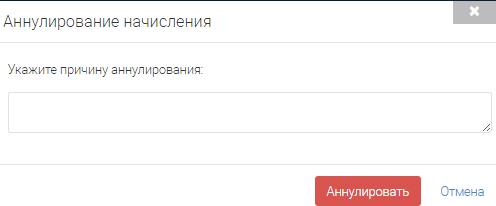 Аннулирование начисления
Укажите причину аннулирования:
Аннулировать Отмена